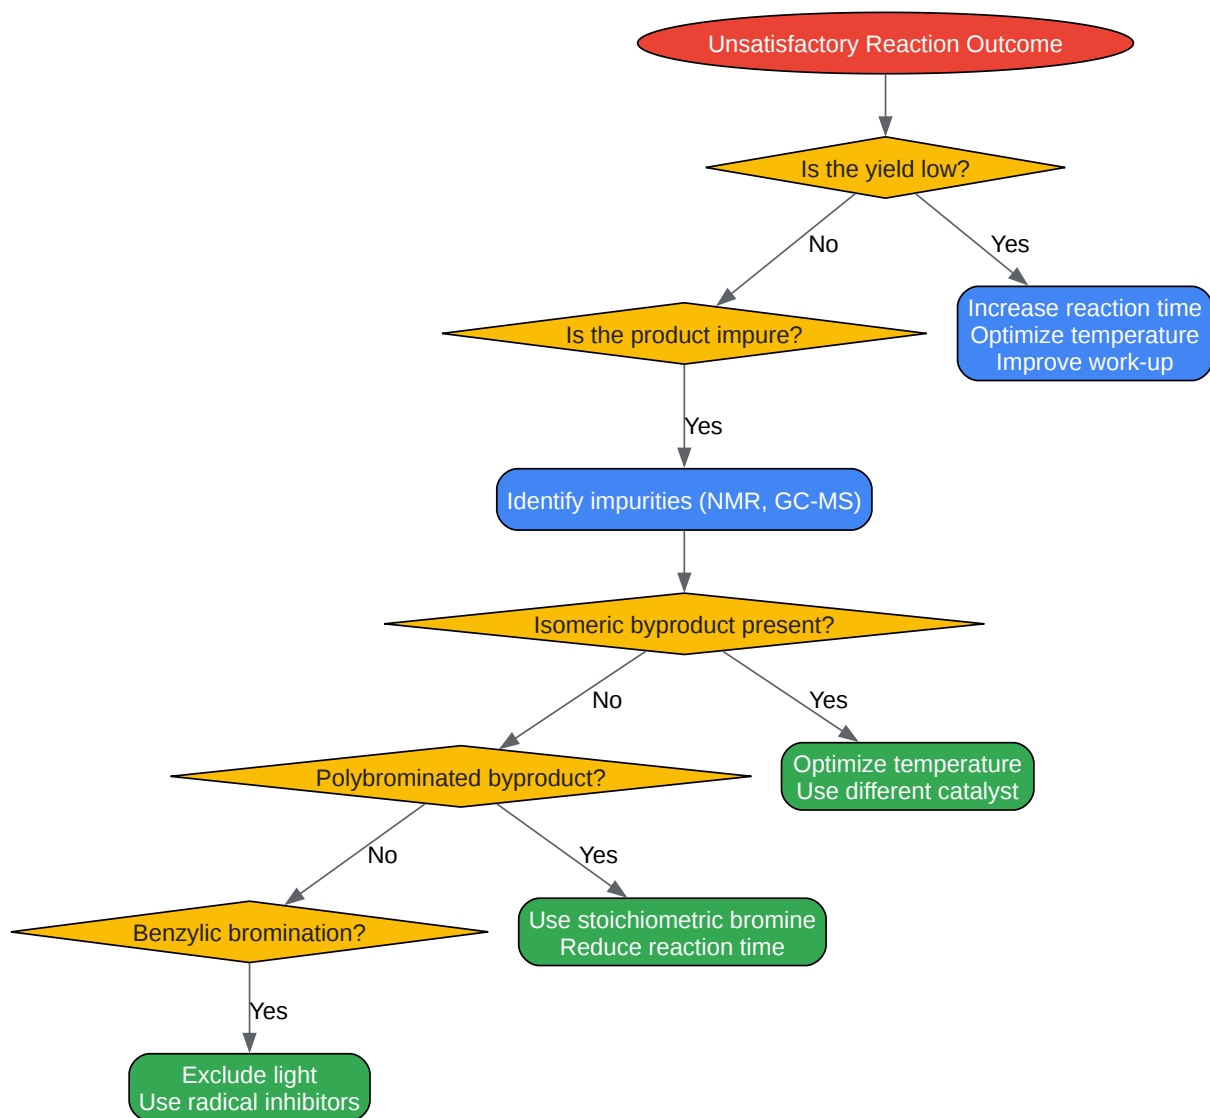 Unsatisfactory Reaction Outcome
Is the yield low?
No
Yes
Increase reaction time
Optimize temperature
Improve work-up
Is the product impure?
Yes
Identify impurities (NMR, GC-MS)
Isomeric byproduct present?
No
Yes
Optimize temperature
Use different catalyst
Polybrominated byproduct?
No
Yes
Use stoichiometric bromine
Reduce reaction time
Benzylic bromination?
Yes
Exclude light
Use radical inhibitors